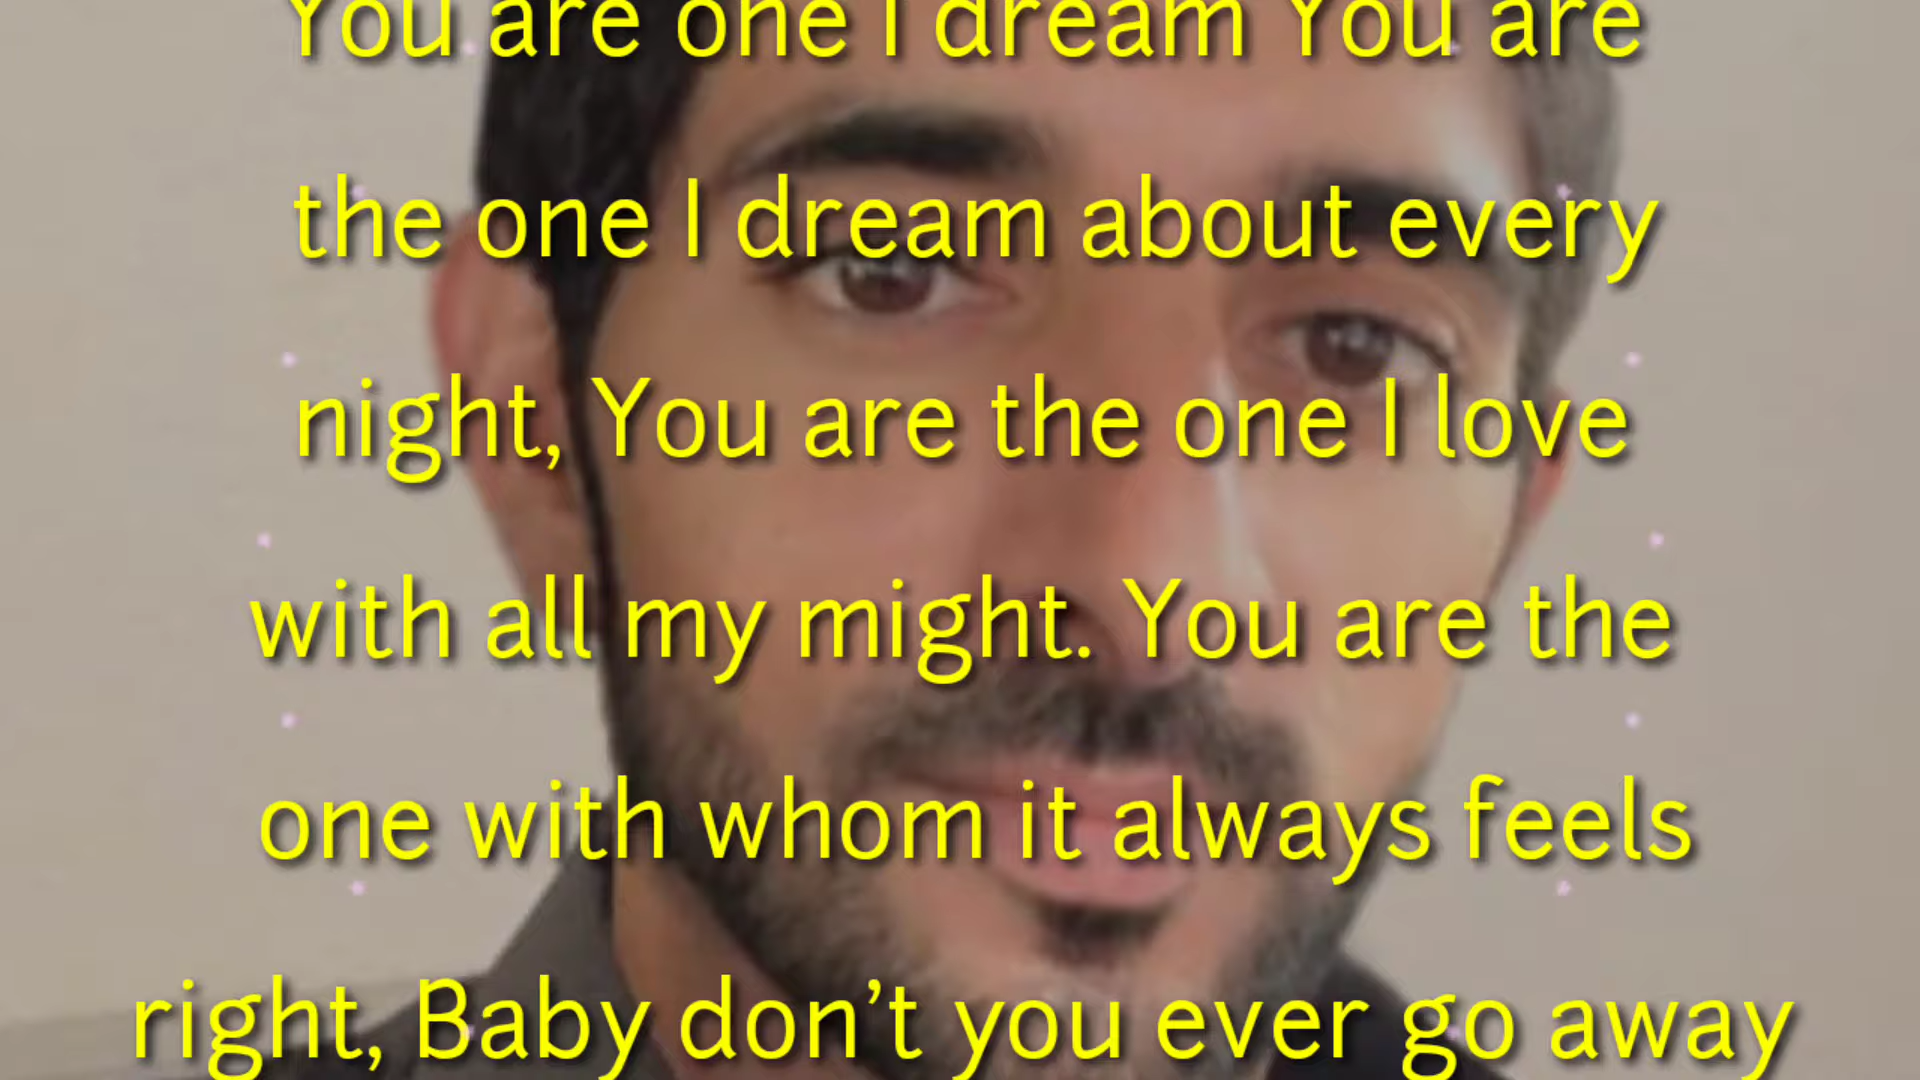 You are one I dream You are
the one I dream about every
night, You are the one I love
with all my might. You are the
one with whom it always feels
right, Baby don’t you ever go away